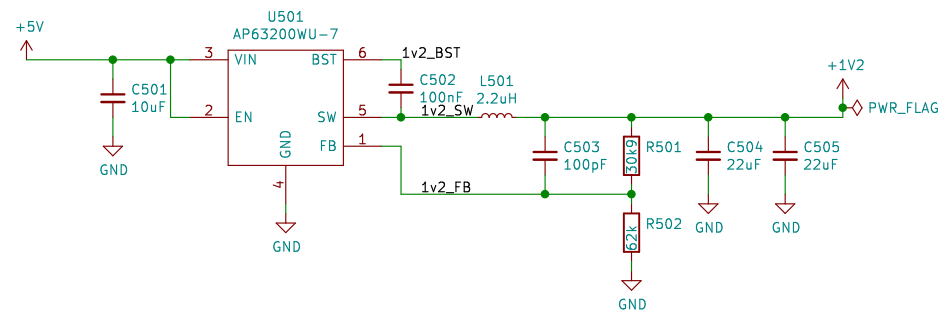 +5V
U501
AP63200WU-7
3
VIN
BST
6
1v2_BST
C501
10uF
C502
100nF
L501
2.2uH
2
EN
SW
5
1v2_SW
+1V2
PWR_FLAG
GND
FB
1
C503
100pF
30k9
R501
C504
22uF
C505
22uF
GND
4
1v2_FB
GND
62k
R502
GND
GND
GND